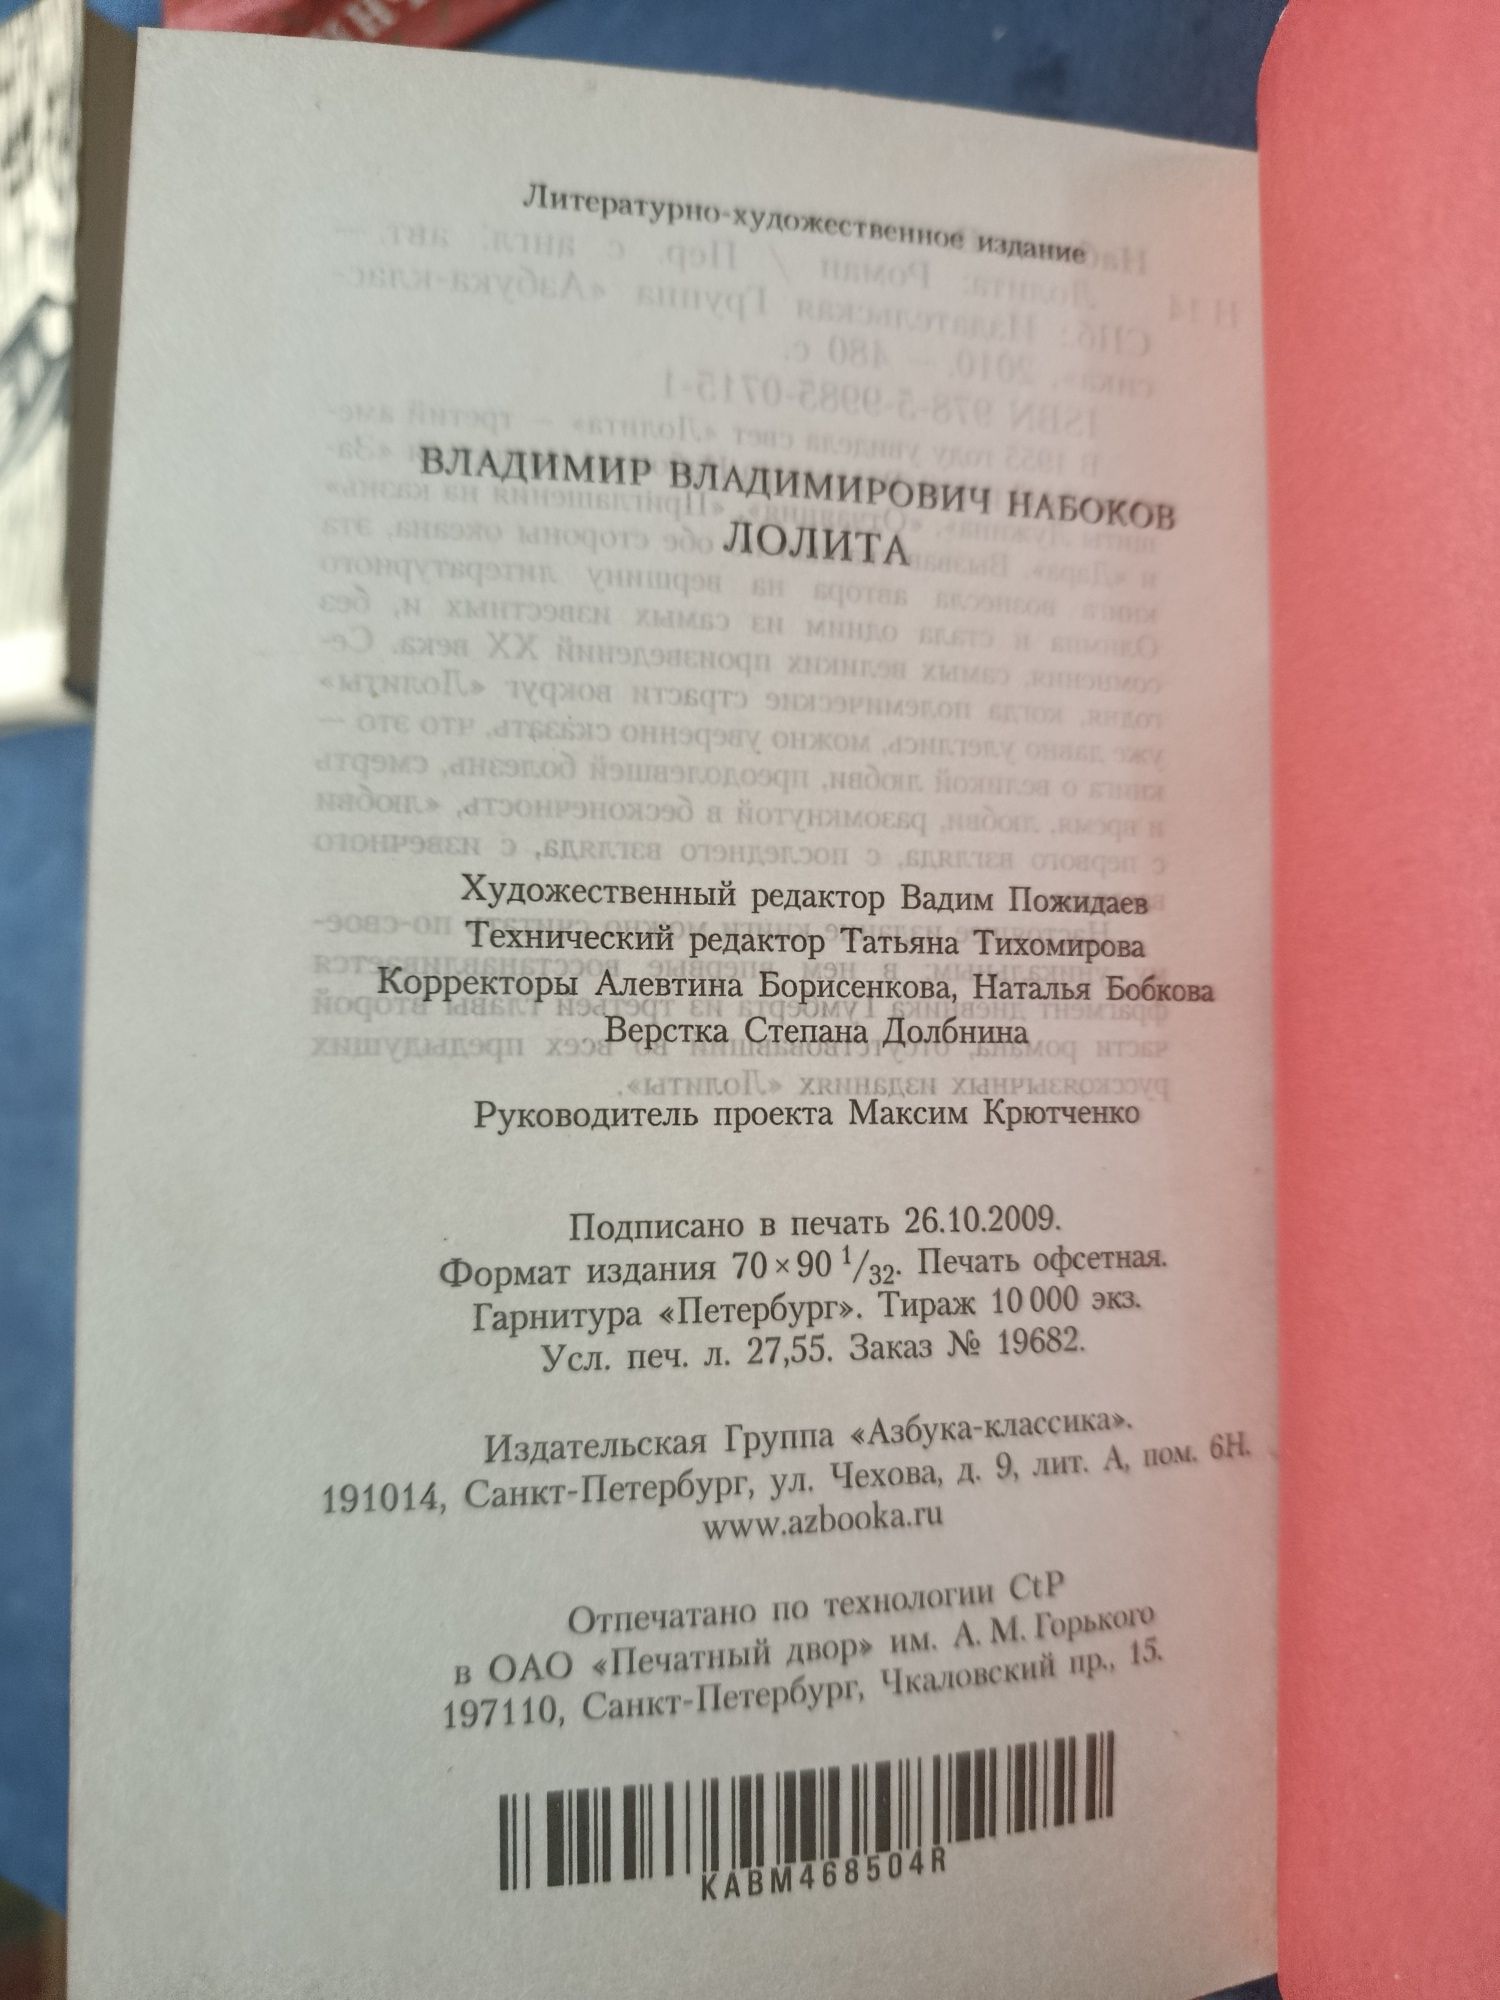 Литературно-художественное издание
ВЛАДИМИР ВЛАДИМИРОВИЧ НАБОКОВ
ЛОЛИТА
Художественный редактор Вадим Пожидаев
Технический редактор Татьяна Тихомирова
Корректоры Алевтина Борисенкова, Наталья Бобкова
Верстка Степана Долбнина
Руководитель проекта Максим Крютченко
Подписано в печать 26.10.2009.
Формат издания 70 × 90 1/32. Печать офсетная.
Гарнитура «Петербург». Тираж 10 000 экз.
Усл. печ. л. 27,55. Заказ № 19682.
Издательская Группа «Азбука-классика».
191014, Санкт-Петербург, ул. Чехова, д. 9, лит. А, пом. 6Н.
www.azbooka.ru
Отпечатано по технологии CtP
в ОАО «Печатный двор» им. А. М. Горького
197110, Санкт-Петербург, Чкаловский пр., 15.
KABM468504R